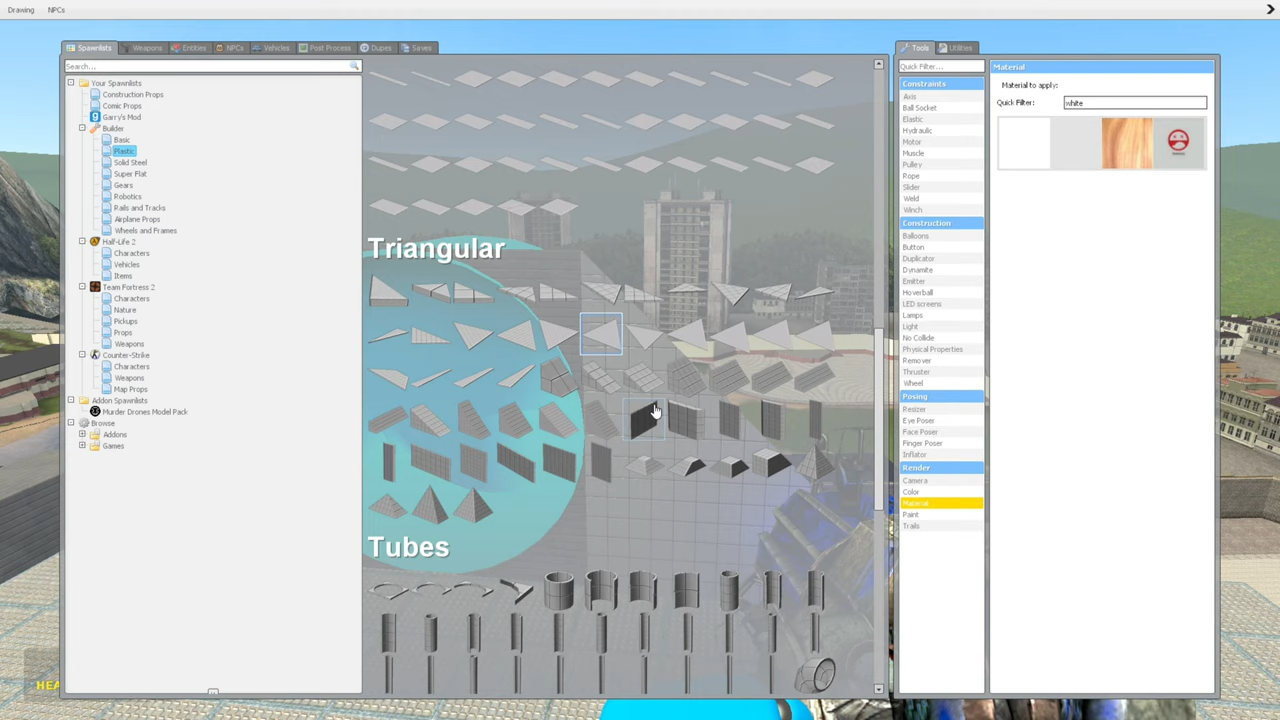 Drawing NPCs
Spawnlists Weapons Entities NPCs Vehicles Post Process Dupes Saves
Search...
Your Spawnlists
Construction Props
Comic Props
Garry's Mod
Builder
Basic
Plastic
Solid Steel
Super Flat
Gears
Robotics
Rails and Tracks
Airplane Props
Wheels and Frames
Half-Life 2
Characters
Vehicles
Items
Team Fortress 2
Characters
Nature
Pickups
Props
Weapons
Counter-Strike
Characters
Weapons
Map Props
Addon Spawnlists
Murder Drones Model Pack
Browse
Addons
Games
Triangular
Tubes
Tools Utilities
Quick Filter...
Constraints
Axis
Ball Socket
Elastic
Hydraulic
Motor
Muscle
Pulley
Rope
Slider
Weld
Winch
Construction
Balloons
Button
Duplicator
Dynamite
Emitter
Hoverball
LED screens
Lamps
Light
No Collide
Physical Properties
Remover
Thruster
Wheel
Posing
Resizer
Eye Poser
Face Poser
Finger Poser
Inflator
Render
Camera
Color
Material
Paint
Trails
Material
Material to apply:
Quick Filter: white
HEA